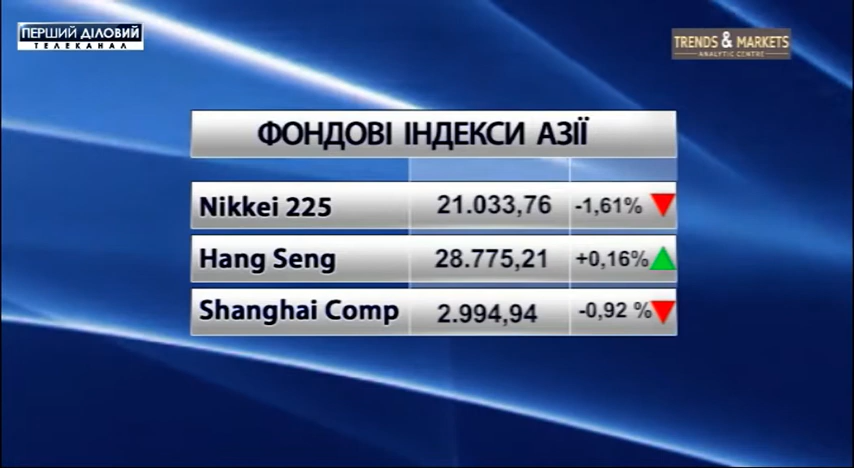 ПЕРШИЙ ДІЛОВИЙ
ТЕЛЕКАНАЛ
TRENDS & MARKETS
ANALYTIC CENTRE
ФОНДОВІ ІНДЕКСИ АЗІЇ
Nikkei 225 21.033,76 -1,61%
Hang Seng 28.775,21 +0,16%
Shanghai Comp 2.994,94 -0,92 %